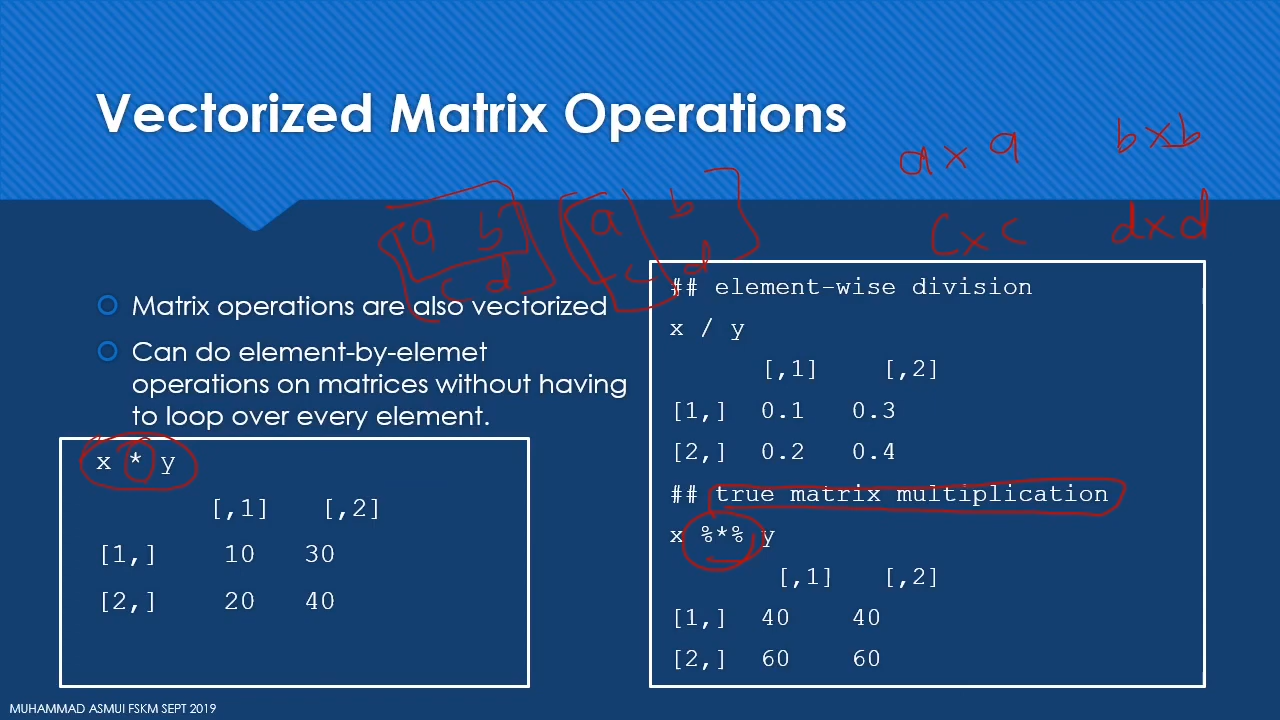 Vectorized Matrix Operations
a x a b x b
c x c d x d
a b a b
c d c d
Matrix operations are also vectorized
Can do element-by-elemet
operations on matrices without having
to loop over every element.
x * y
[,1] [,2]
[1,] 10 30
[2,] 20 40
## element-wise division
x / y
[,1] [,2]
[1,] 0.1 0.3
[2,] 0.2 0.4
## true matrix multiplication
x %*% y
[,1] [,2]
[1,] 40 40
[2,] 60 60
MUHAMMAD ASMUI FSKM SEPT 2019